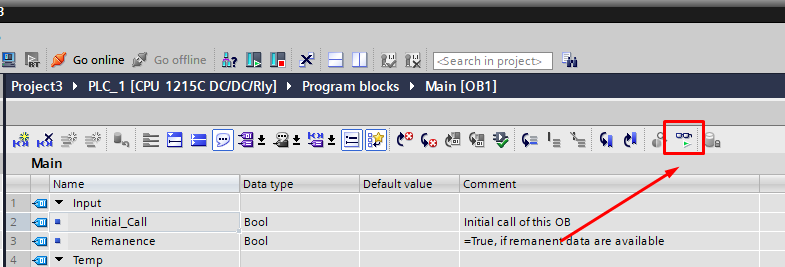 3
RT Go online Go offline <Search in project>
Project3 PLC_1 [CPU 1215C DC/DC/Rly] Program blocks Main [OB1]
Main
Name Data type Default value Comment
1 Input
2 Initial_Call Bool Initial call of this OB
3 Remanence Bool =True, if remanent data are available
4 Temp